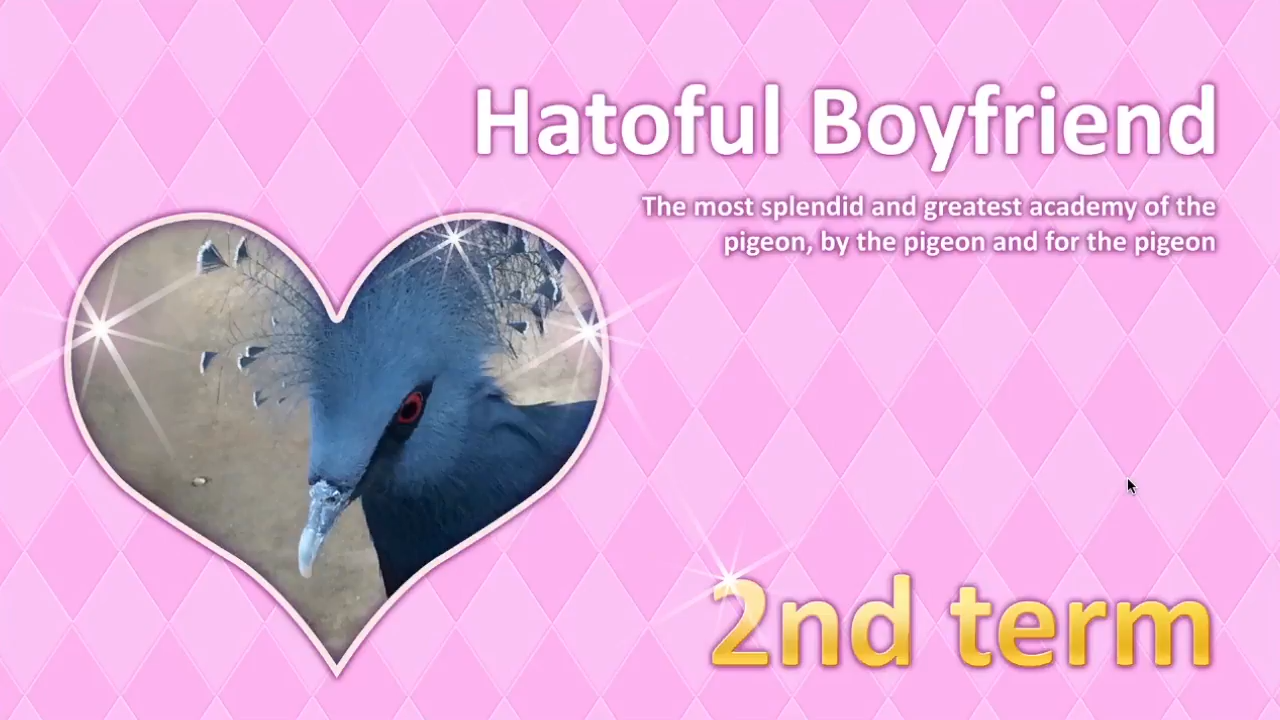 Hatoful Boyfriend
The most splendid and greatest academy of the
pigeon, by the pigeon and for the pigeon
2nd term